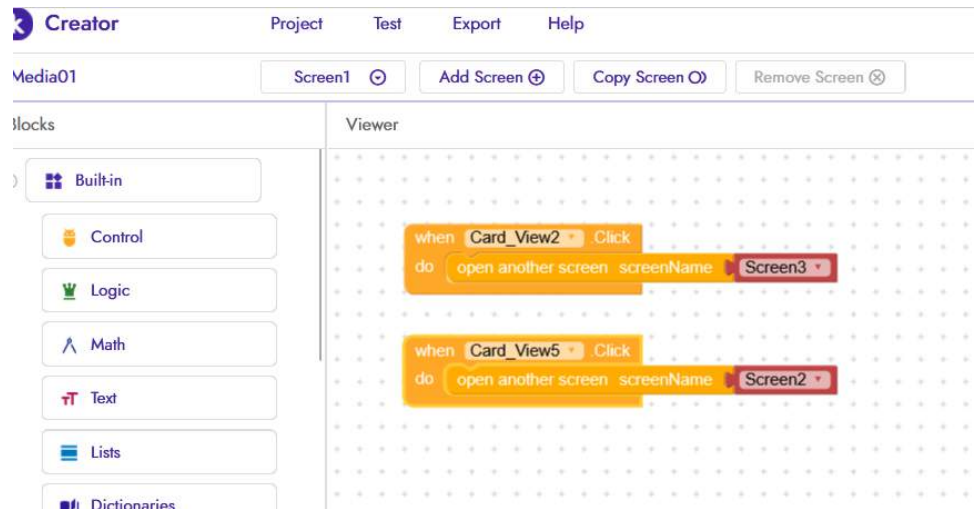 Creator
Project Test Export Help
Media01
Screen1 Add Screen Copy Screen Remove Screen
Blocks
Viewer
Built-in
Control
Logic
Math
Text
Lists
Dictionaries
when Card_View2 .Click
do open another screen screenName Screen3
when Card_View5 .Click
do open another screen screenName Screen2